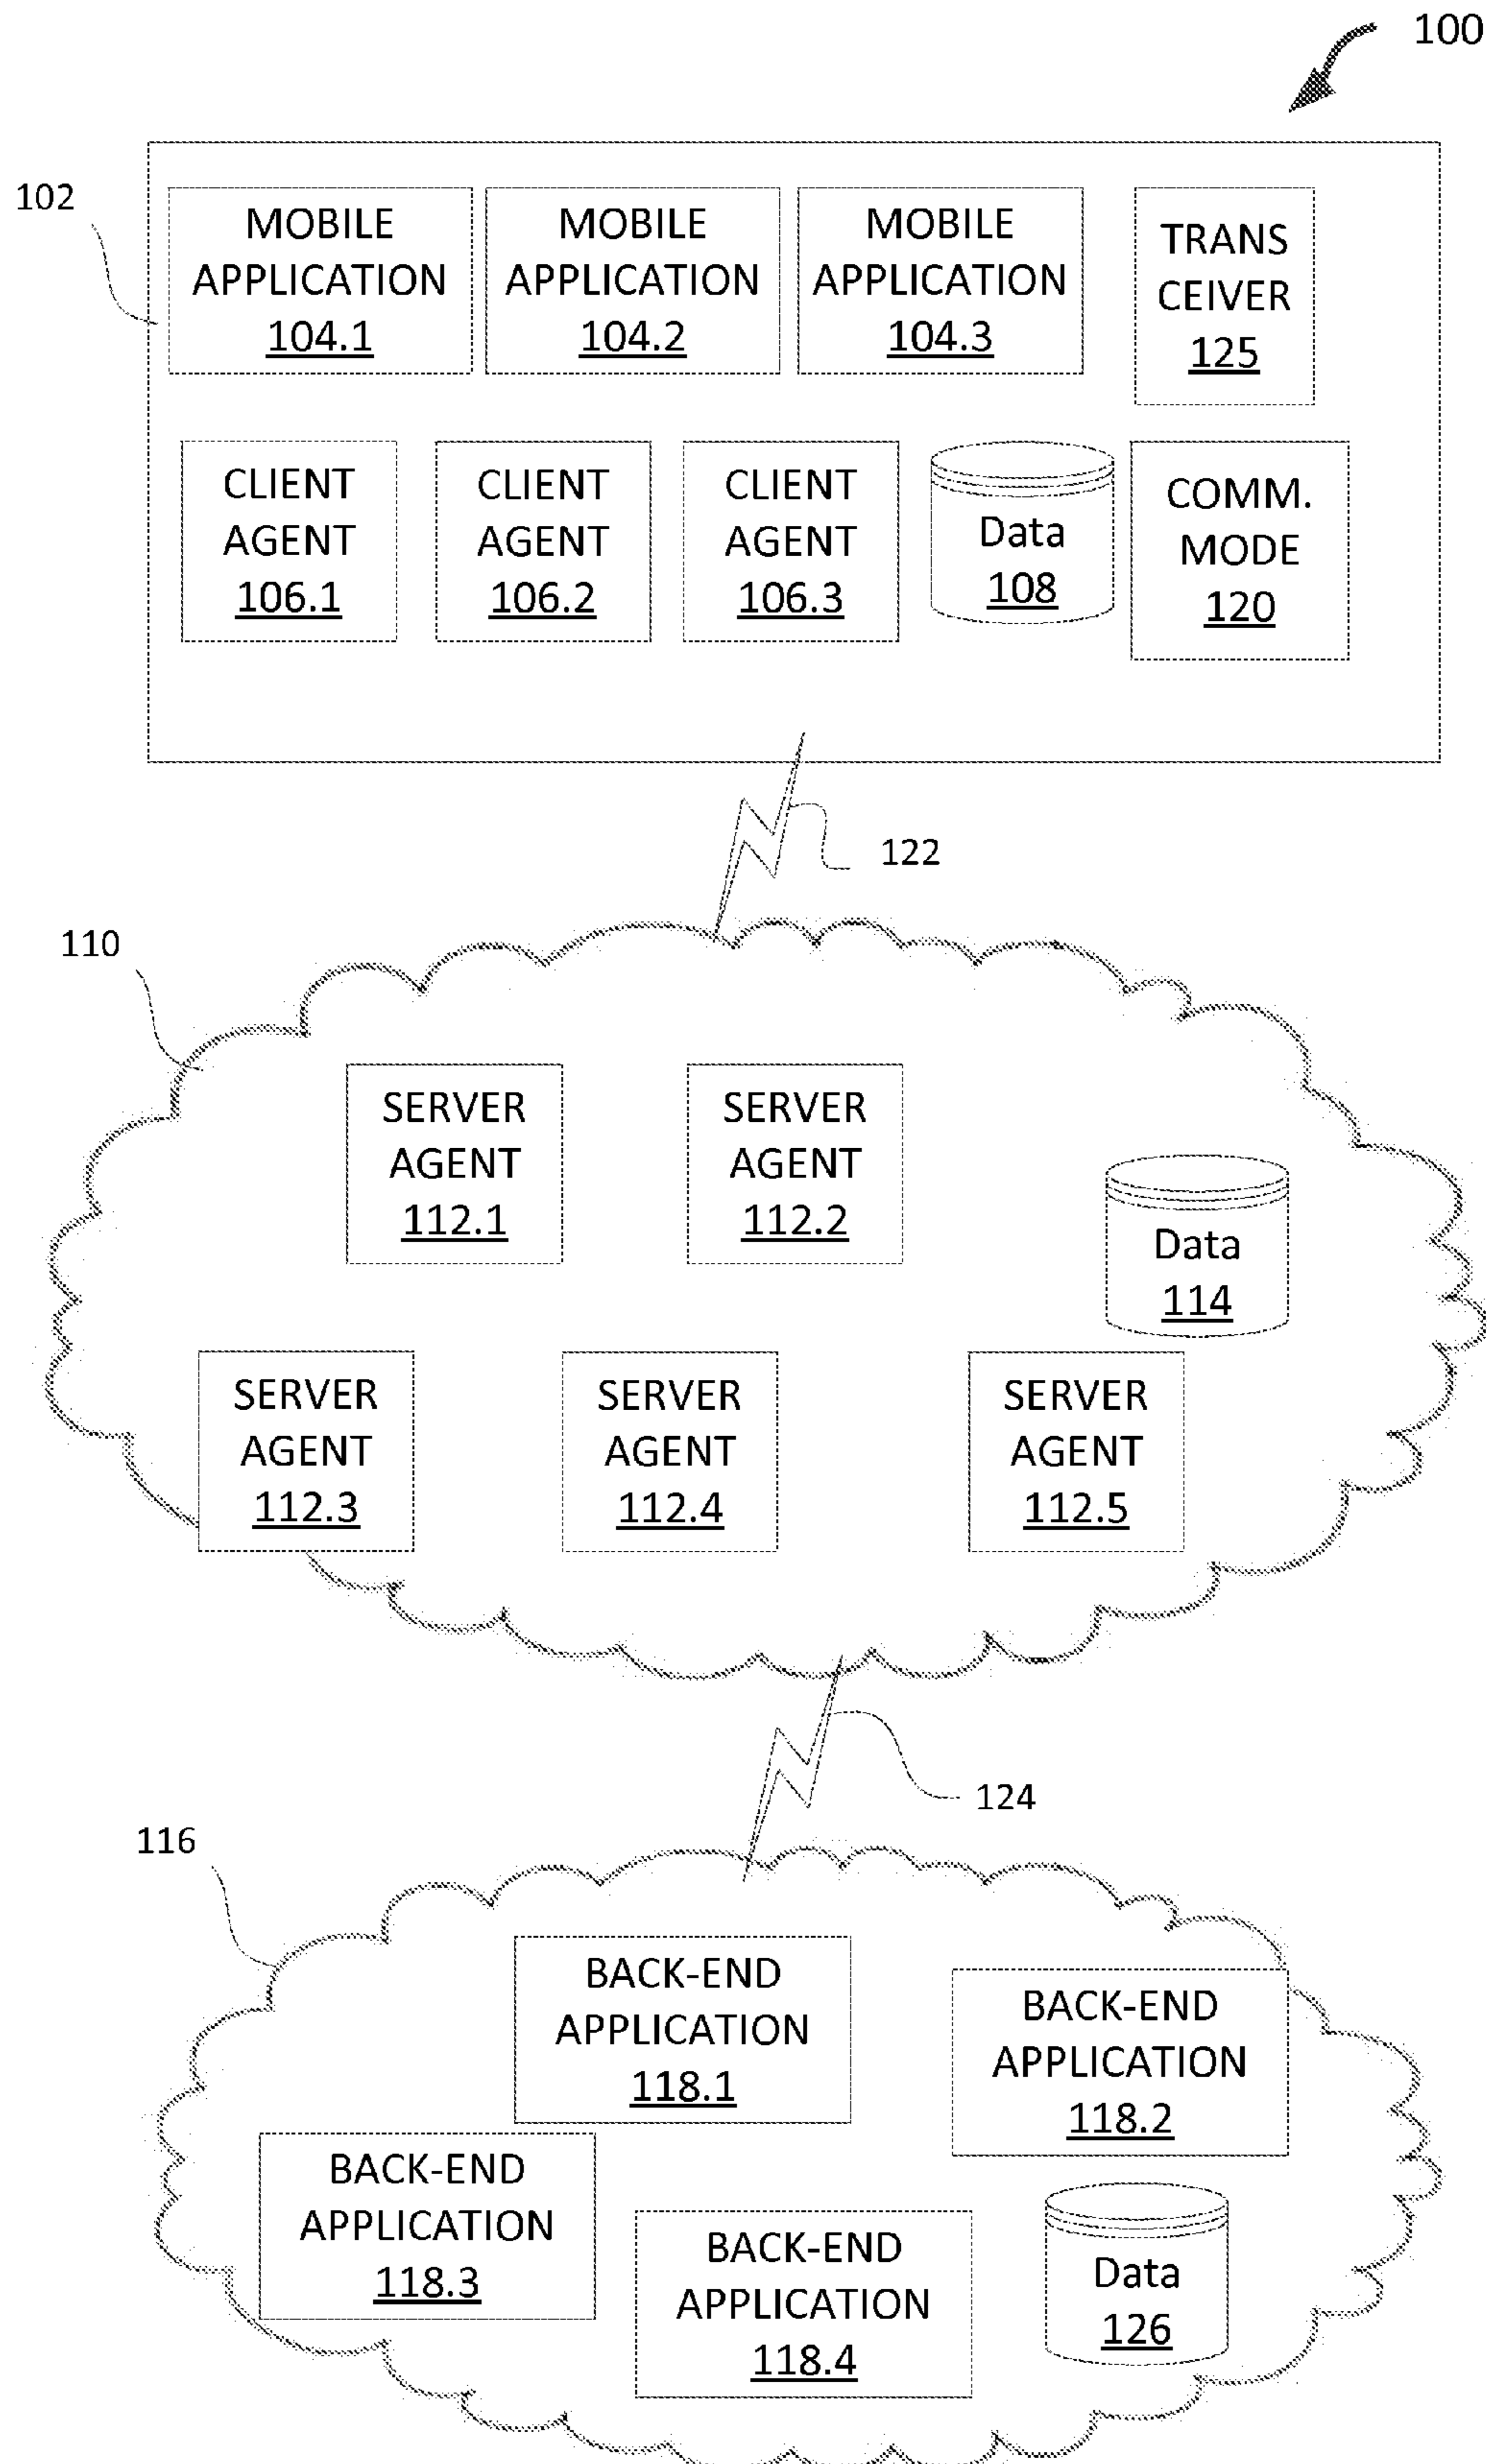 100
102
MOBILE
APPLICATION
104.1
MOBILE
APPLICATION
104.2
MOBILE
APPLICATION
104.3
TRANS
CEIVER
125
CLIENT
AGENT
106.1
CLIENT
AGENT
106.2
CLIENT
AGENT
106.3
Data
108
COMM.
MODE
120
122
110
SERVER
AGENT
112.1
SERVER
AGENT
112.2
Data
114
SERVER
AGENT
112.3
SERVER
AGENT
112.4
SERVER
AGENT
112.5
124
116
BACK-END
APPLICATION
118.1
BACK-END
APPLICATION
118.2
BACK-END
APPLICATION
118.3
BACK-END
APPLICATION
118.4
Data
126